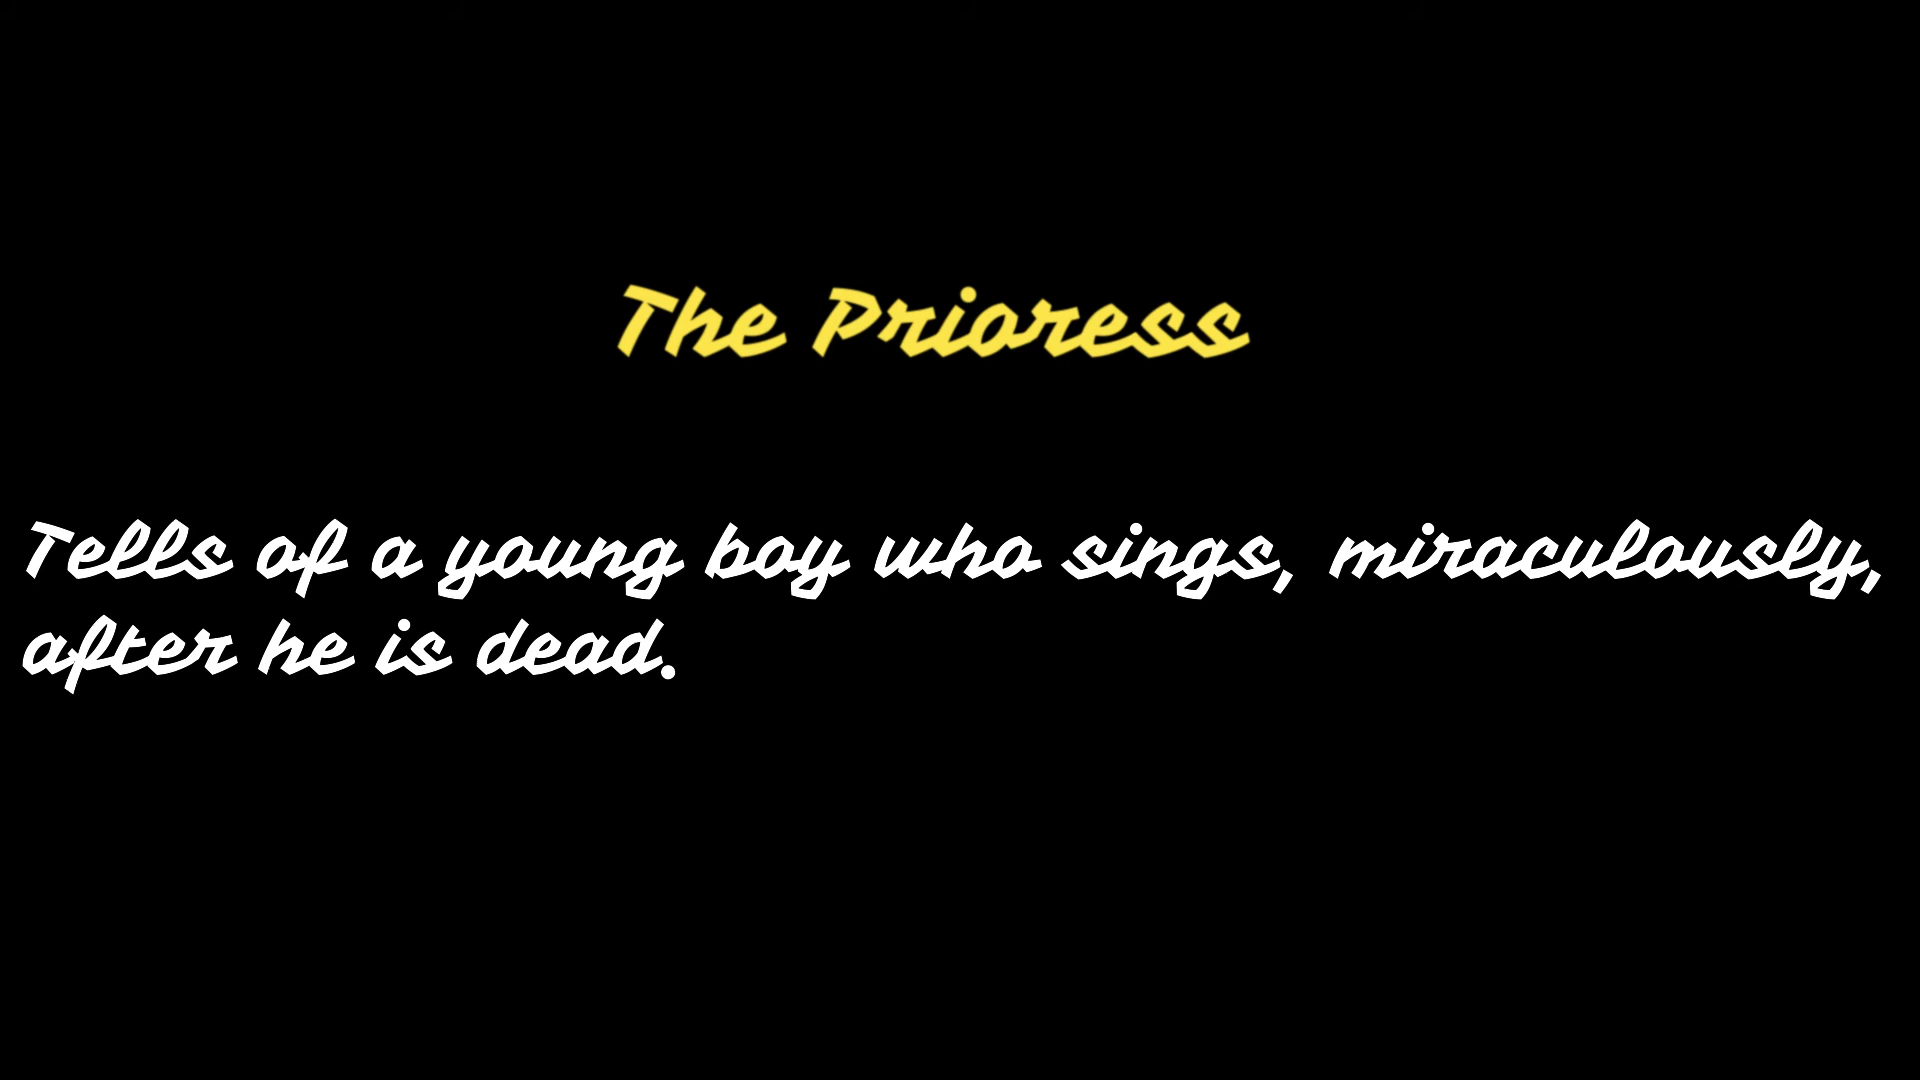 The Prioress
Tells of a young boy who sings, miraculously,
after he is dead.